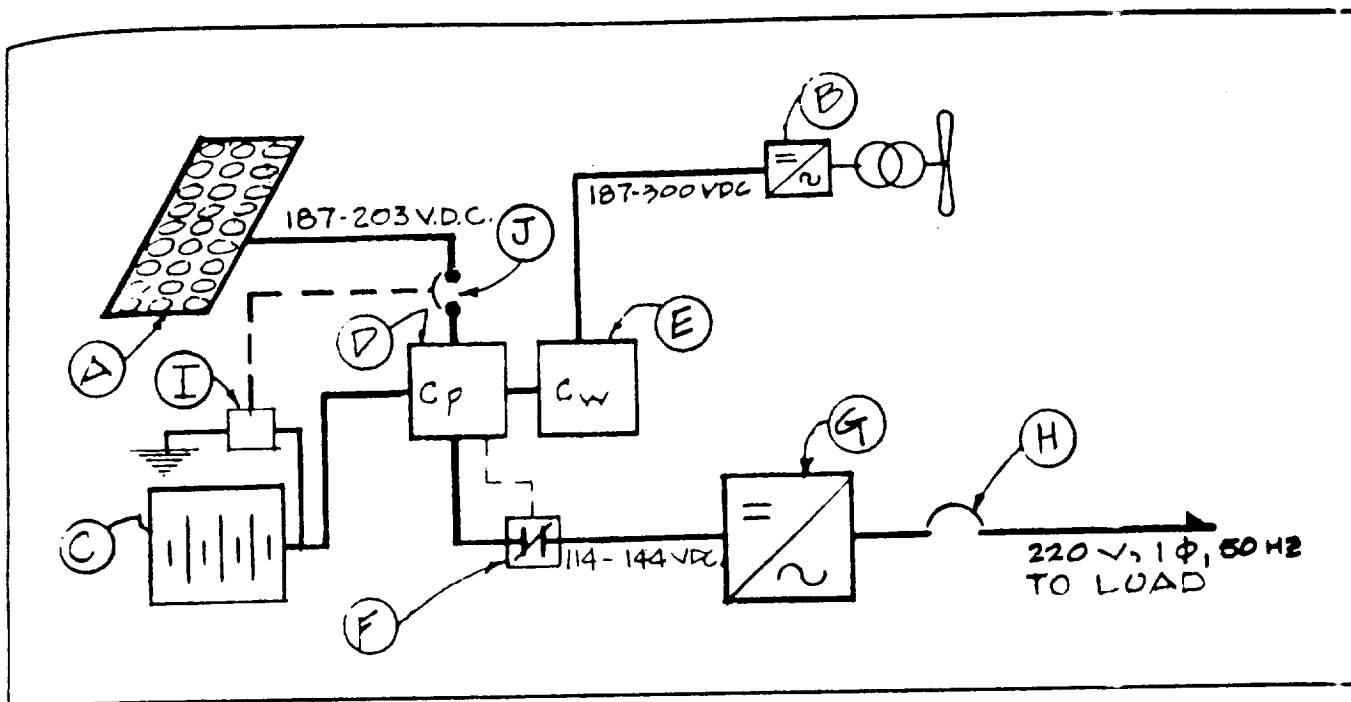 B
=
~
187-300 VDC
187-203 V.D.C.
J
D
E
A
I
Cp
Cw
G
H
C
=
~
114-144 VDC
220 V, 1 Φ, 50 HZ
TO LOAD
F